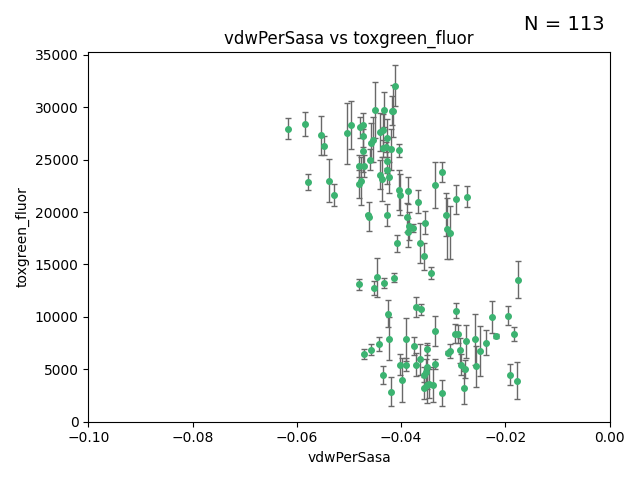 N = 113
vdwPerSasa vs toxgreen_fluor
35000
30000
25000
20000
15000
10000
5000
0
toxgreen_fluor
−0.10 −0.08 −0.06 −0.04 −0.02 0.00
vdwPerSasa